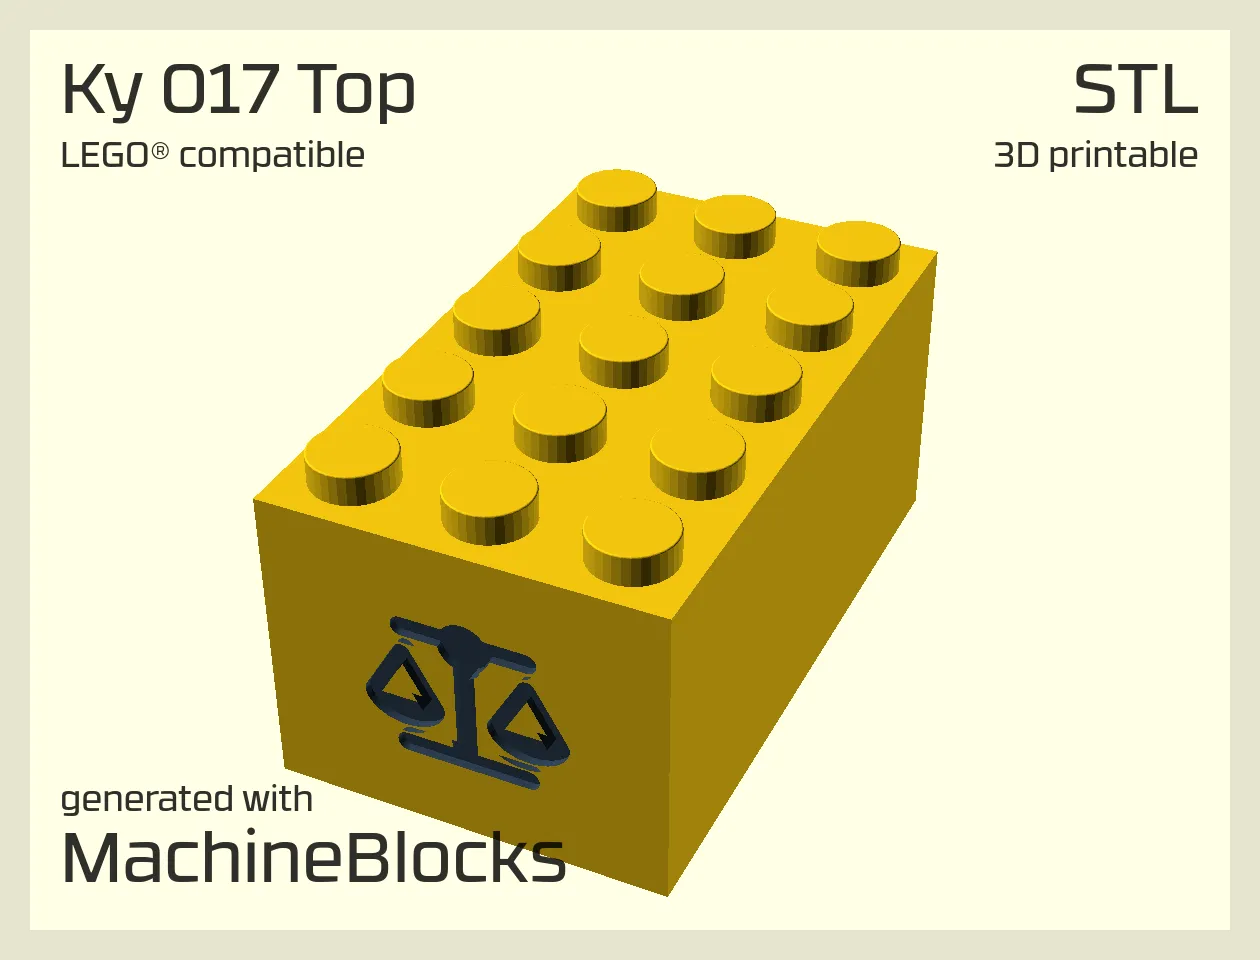 Ky 017 Top
LEGO® compatible
STL
3D printable
generated with
MachineBlocks